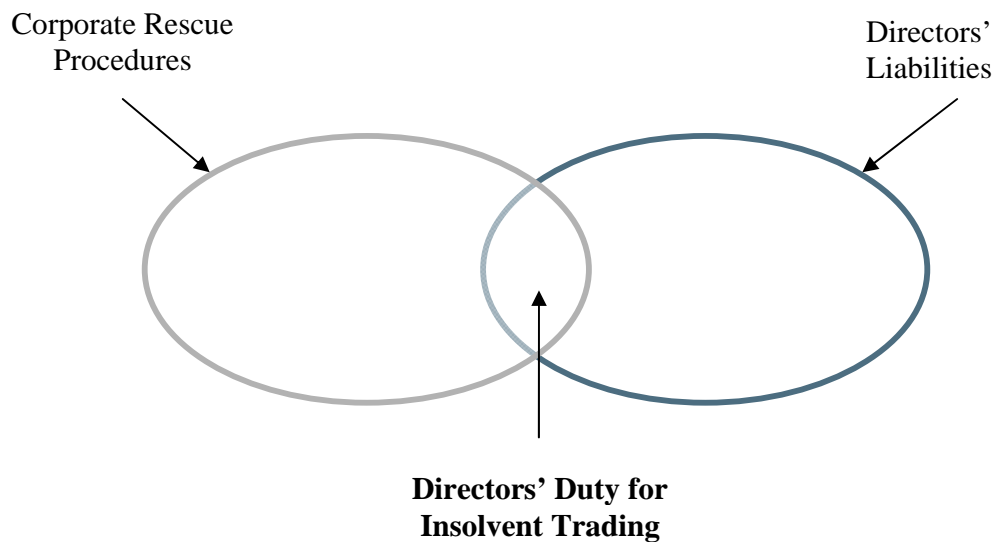 Corporate Rescue
Procedures
Directors’
Liabilities
Directors’ Duty for
Insolvent Trading